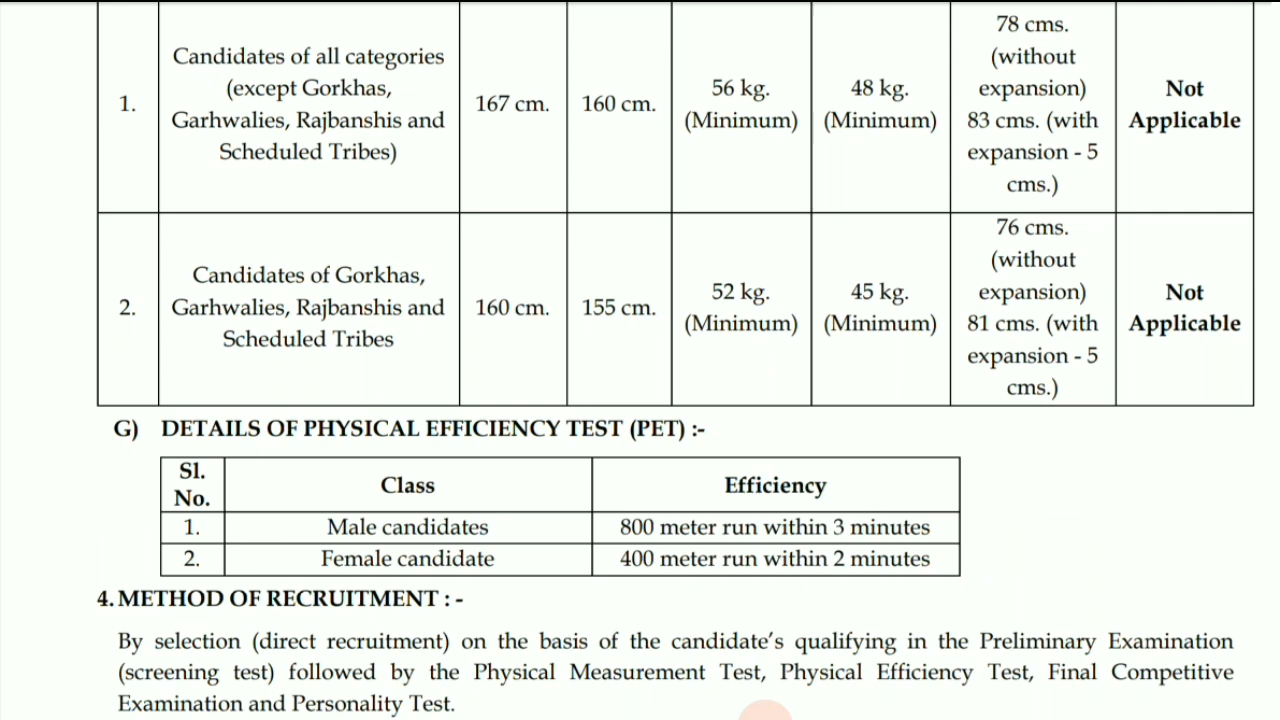 1.
Candidates of all categories
(except Gorkhas,
Garhwalies, Rajbanshis and
Scheduled Tribes)
167 cm.
160 cm.
56 kg.
(Minimum)
48 kg.
(Minimum)
78 cms.
(without
expansion)
83 cms. (with
expansion - 5
cms.)
Not
Applicable
2.
Candidates of Gorkhas,
Garhwalies, Rajbanshis and
Scheduled Tribes
160 cm.
155 cm.
52 kg.
(Minimum)
45 kg.
(Minimum)
76 cms.
(without
expansion)
81 cms. (with
expansion - 5
cms.)
Not
Applicable
G) DETAILS OF PHYSICAL EFFICIENCY TEST (PET) :-
Sl.
No.
Class
Efficiency
1. Male candidates 800 meter run within 3 minutes
2. Female candidate 400 meter run within 2 minutes
4. METHOD OF RECRUITMENT : -
By selection (direct recruitment) on the basis of the candidate’s qualifying in the Preliminary Examination
(screening test) followed by the Physical Measurement Test, Physical Efficiency Test, Final Competitive
Examination and Personality Test.